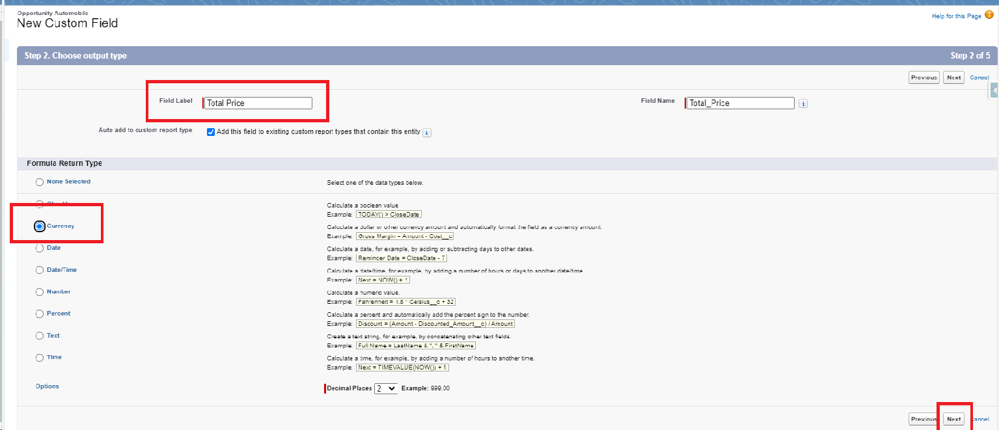 Opportunity Automobile
New Custom Field
Help for this Page
Step 2. Choose output type
Step 2 of 5
Previous Next Cancel
Field Label Total Price
Field Name Total_Price
Auto add to custom report type Add this field to existing custom report types that contain this entity
Formula Return Type
None Selected Select one of the data types below.
Calculate a boolean value
Example: TODAY() > CloseDate
Currency Calculate a dollar or other currency amount and automatically format the field as a currency amount.
Example: Gross Margin = Amount - Cost__c
Date Calculate a date, for example, by adding or subtracting days to other dates.
Example: Reminder Date = CloseDate - 7
Date/Time Calculate a date/time, for example, by adding a number of hours or days to another date/time.
Example: Next = NOW() + 1
Number Calculate a numeric value.
Example: Fahrenheit = 1.8 * Celsius__c + 32
Percent Calculate a percent and automatically add the percent sign to the number.
Example: Discount = (Amount - Discounted_Amount__c) / Amount
Text Create a text string, for example, by concatenating other text fields.
Example: Full Name = LastName & ", " & FirstName
Time Calculate a time, for example, by adding a number of hours to another time.
Example: Next = TIMEVALUE(NOW()) + 1
Options Decimal Places 2 Example: 999.00
Previous Next Cancel